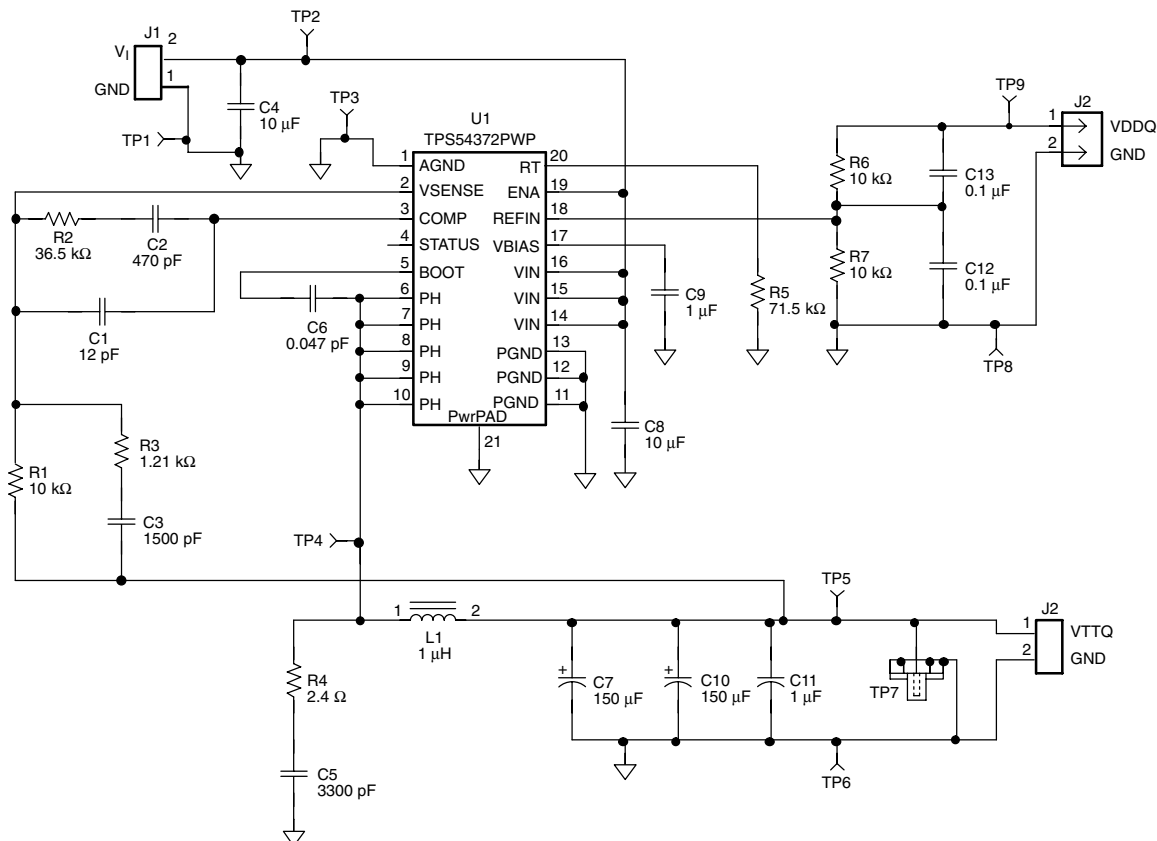 TP2
J1
2
V_I
1
GND
TP1
C4
10 µF
TP3
U1
TPS54372PWP
1 AGND
2 VSENSE
3 COMP
4 STATUS
5 BOOT
6 PH
7 PH
8 PH
9 PH
10 PH
RT 20
ENA 19
REFIN 18
VBIAS 17
VIN 16
VIN 15
VIN 14
PGND 13
PGND 12
PGND 11
PwrPAD
21
R2
36.5 kΩ
C2
470 pF
C1
12 pF
C6
0.047 pF
R3
1.21 kΩ
R1
10 kΩ
C3
1500 pF
C9
1 µF
R5
71.5 kΩ
C8
10 µF
TP9
J2
1
VDDQ
2
GND
R6
10 kΩ
C13
0.1 µF
R7
10 kΩ
C12
0.1 µF
TP8
TP4
1
2
L1
1 µH
R4
2.4 Ω
C5
3300 pF
+
C7
150 µF
+
C10
150 µF
C11
1 µF
TP5
TP7
TP6
J2
1
VTTQ
2
GND